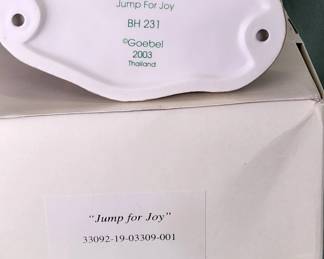 Jump For Joy
BH 231
©Goebel
2003
Thailand
"Jump for Joy"
33092-19-03309-001